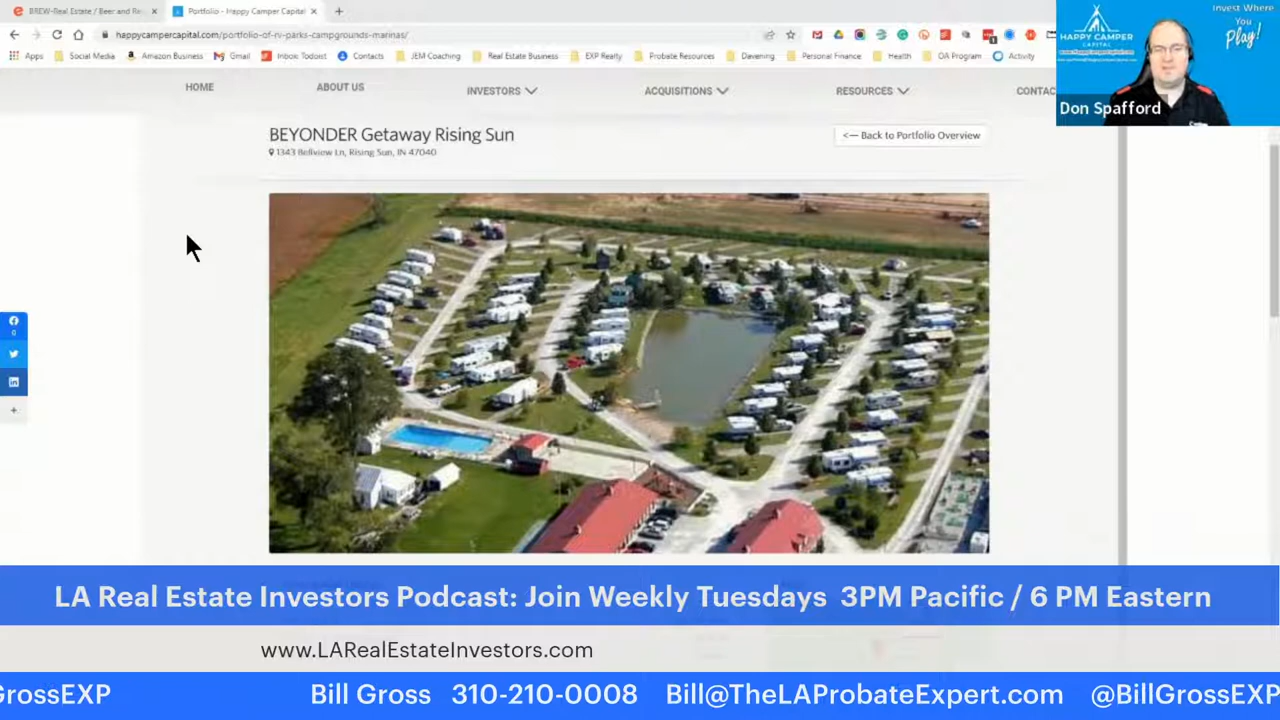 BREW-Real Estate / Beer and Re
Portfolio - Happy Camper Capital
happycampercapital.com/portfolio-of-rv-parks-campgrounds-marinas/
Apps Social Media Amazon Business Gmail Inbox Todoist Contacts JEM Coaching Real Estate Business EXP Realty Probate Resources Davening Personal Finance Health OA Program Activity
HAPPY CAMPER
CAPITAL
Invest Where
You
Play!
Don Spafford
HOME ABOUT US INVESTORS ACQUISITIONS RESOURCES CONTAC
BEYONDER Getaway Rising Sun
<— Back to Portfolio Overview
1343 Bellview Ln, Rising Sun, IN 47040
0
LA Real Estate Investors Podcast: Join Weekly Tuesdays 3PM Pacific / 6 PM Eastern
www.LARealEstateInvestors.com
GrossEXP Bill Gross 310-210-0008 Bill@TheLAProbateExpert.com @BillGrossEXP